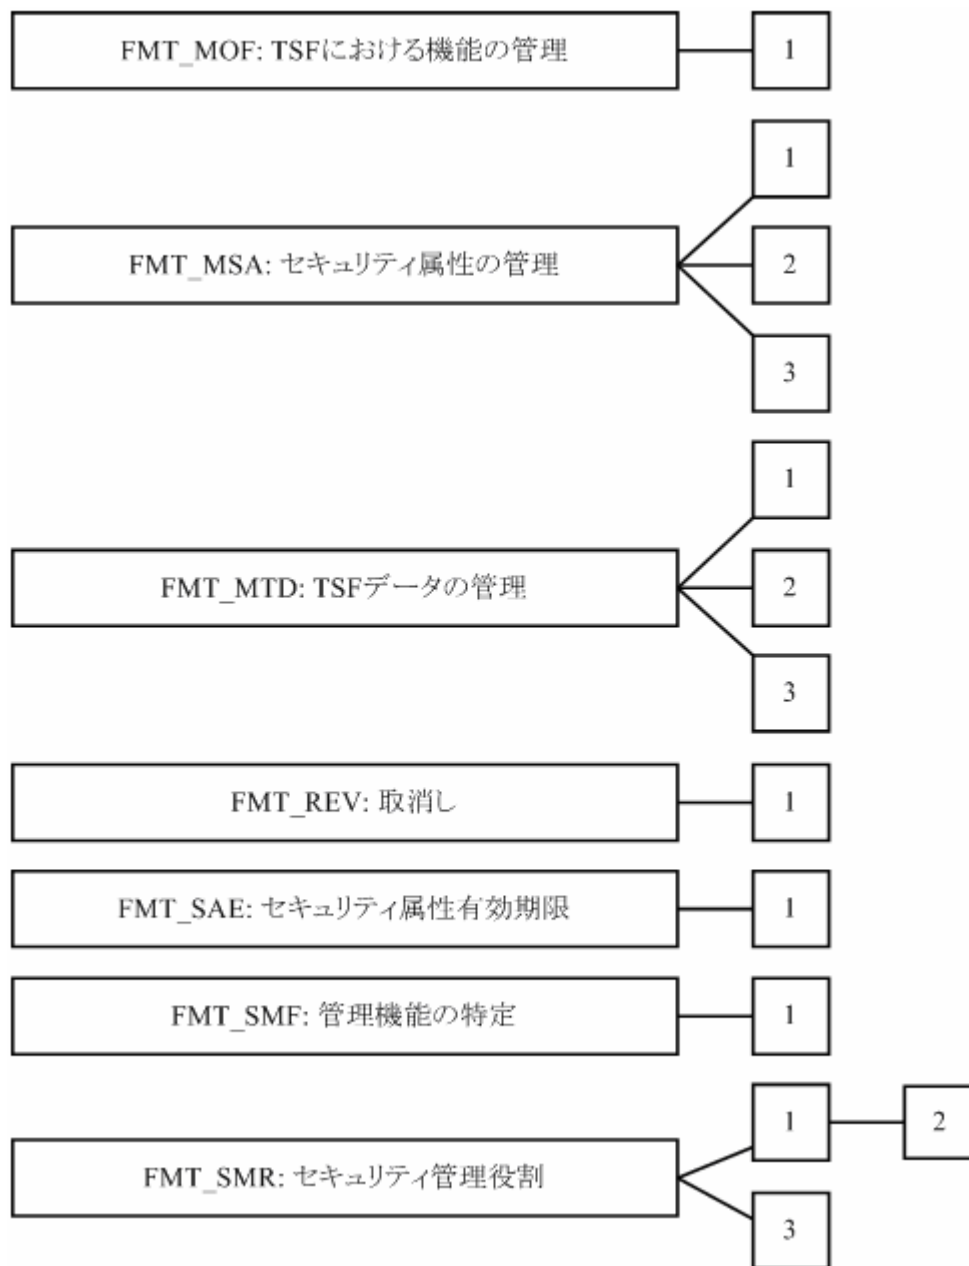 FMT_MOF: TSFにおける機能の管理
1
1
FMT_MSA: セキュリティ属性の管理
2
3
1
FMT_MTD: TSFデータの管理
2
3
FMT_REV: 取消し
1
FMT_SAE: セキュリティ属性有効期限
1
FMT_SMF: 管理機能の特定
1
1
2
FMT_SMR: セキュリティ管理役割
3